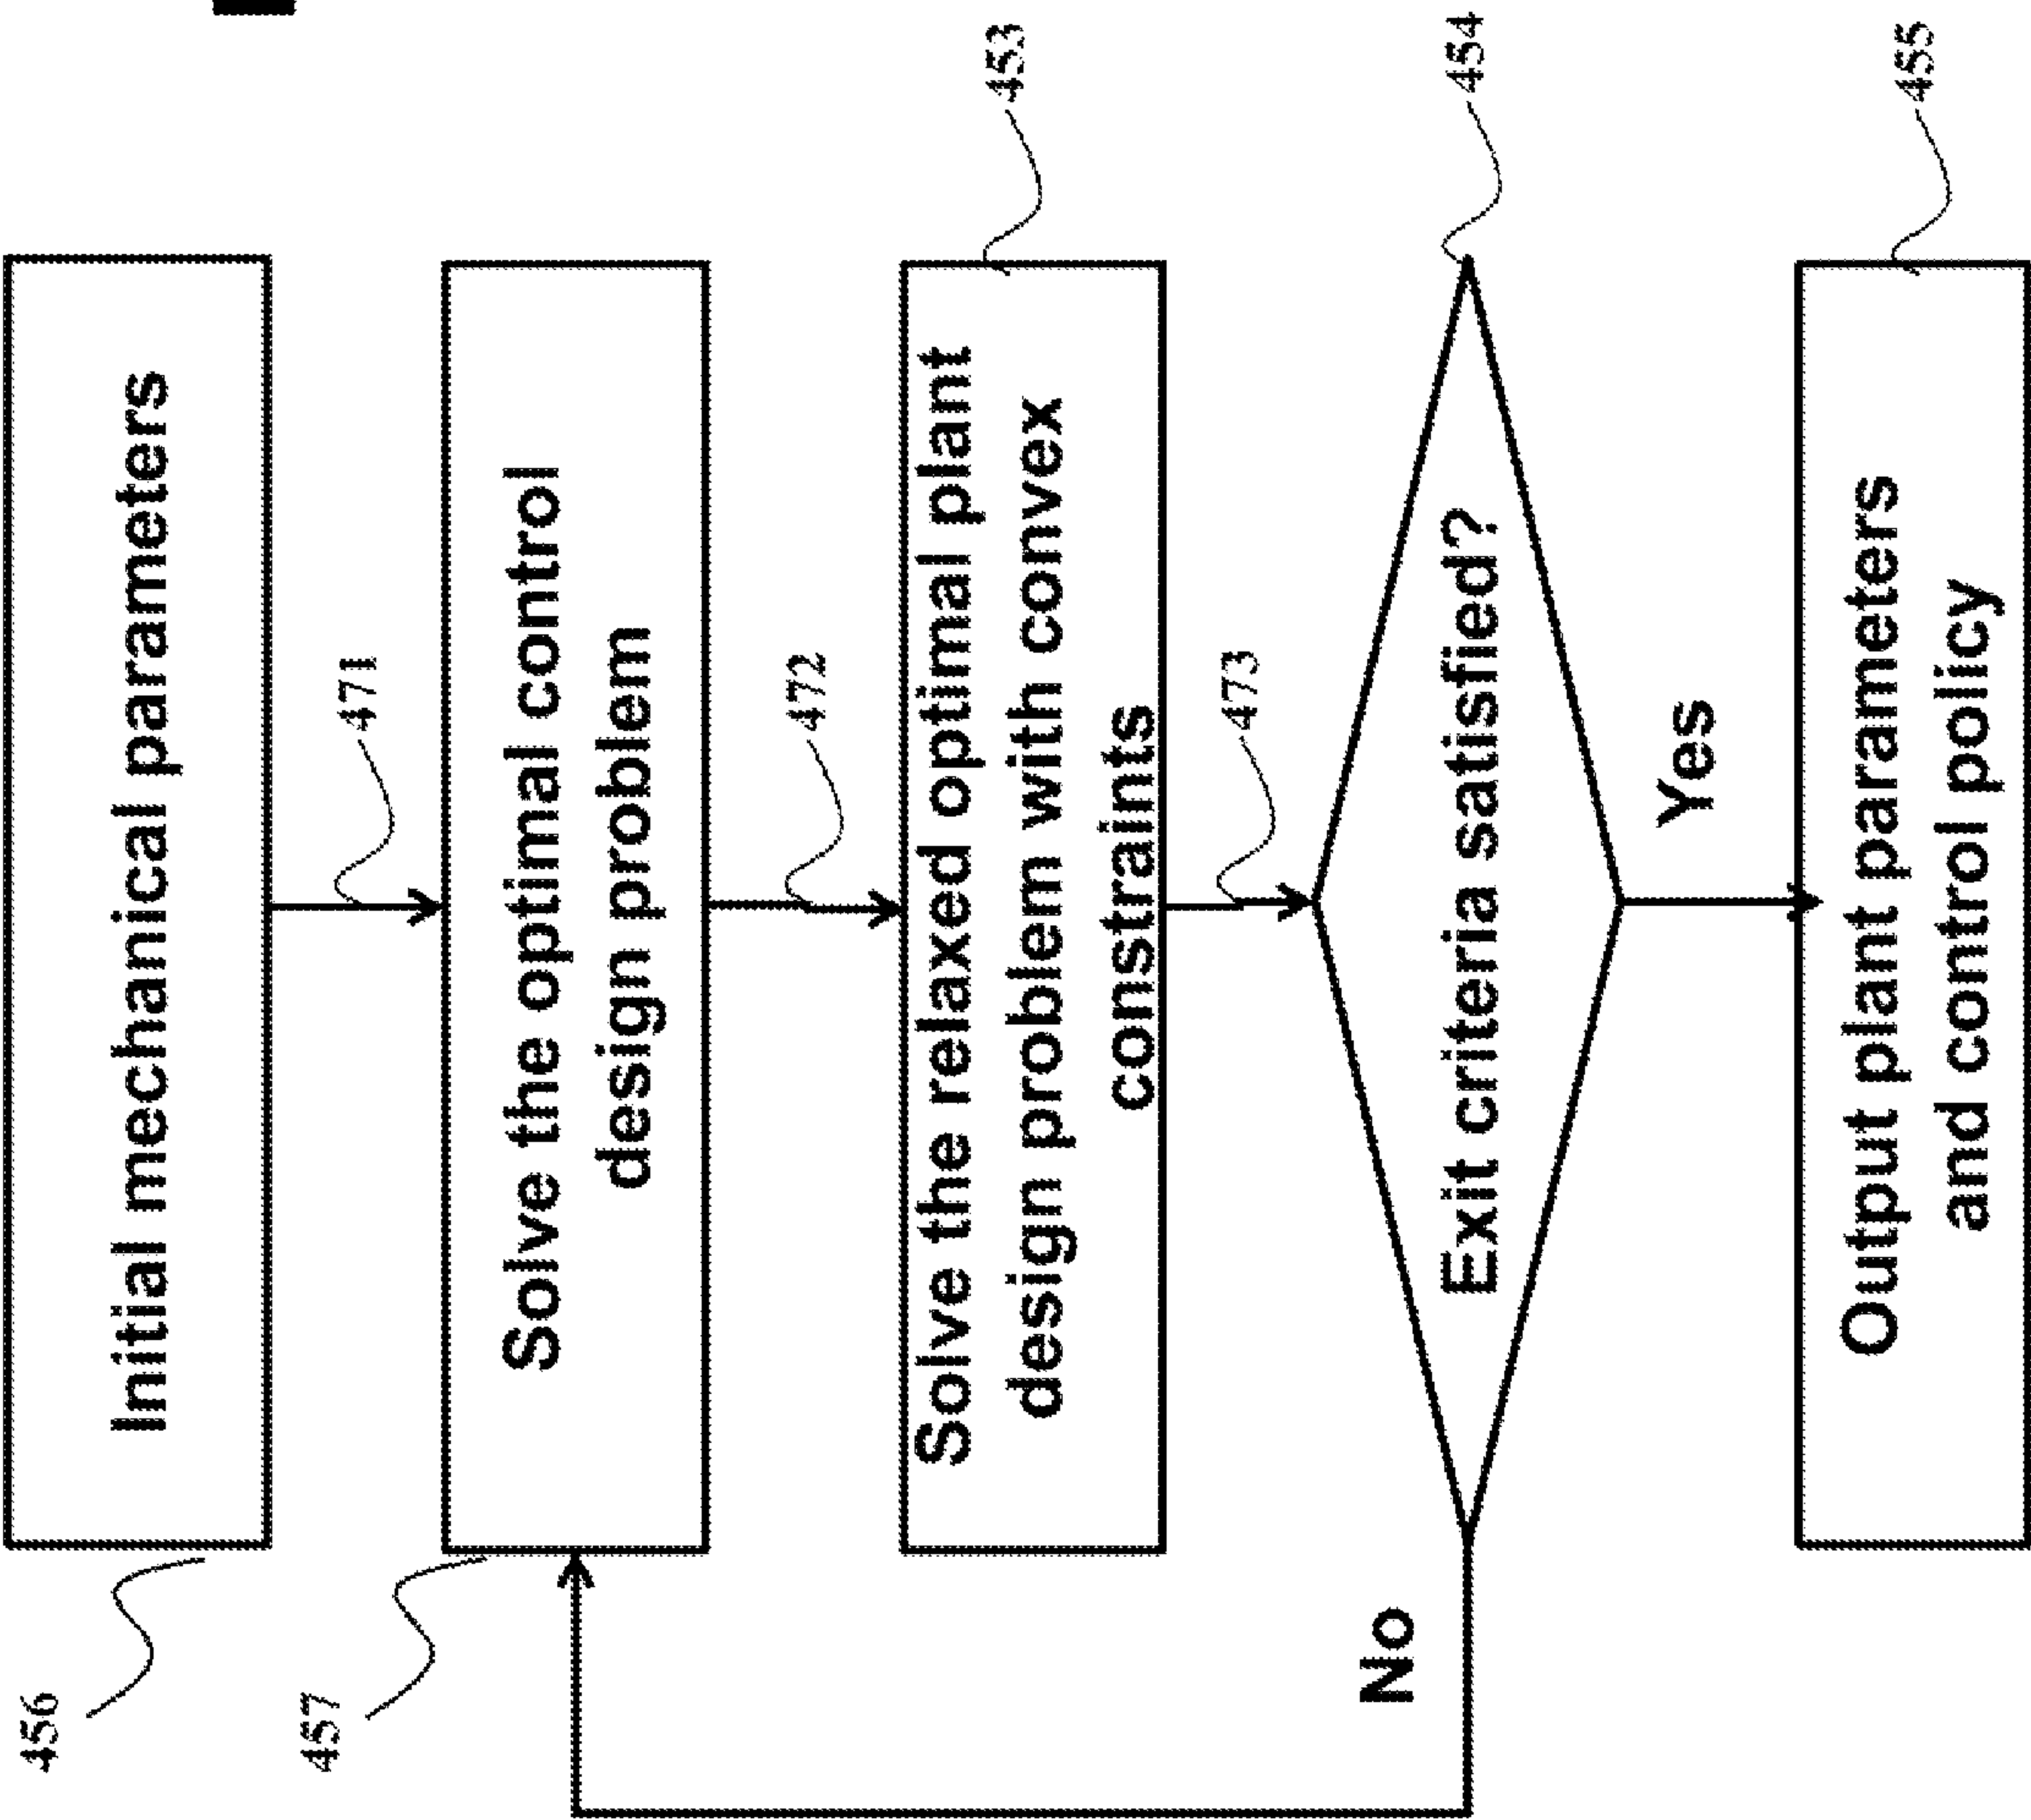 456
Initial mechanical parameters
471
457
Solve the optimal control
design problem
472
453
Solve the relaxed optimal plant
design problem with convex
constraints
473
454
Exit criteria satisfied?
No
Yes
455
Output plant parameters
and control policy